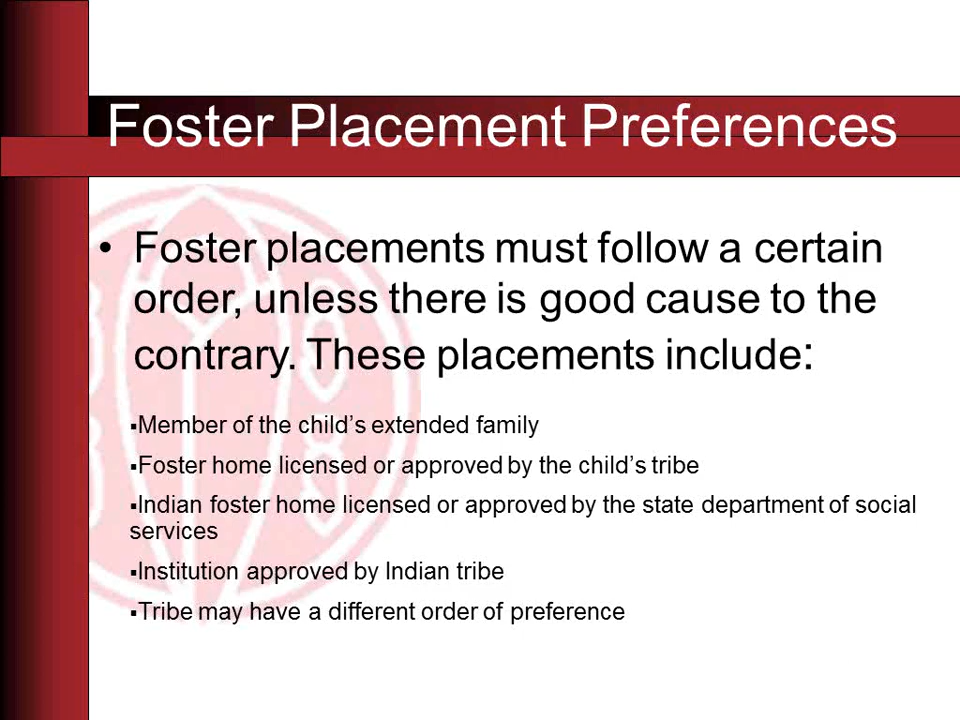 Foster Placement Preferences
• Foster placements must follow a certain
order, unless there is good cause to the
contrary. These placements include:
▪Member of the child’s extended family
▪Foster home licensed or approved by the child’s tribe
▪Indian foster home licensed or approved by the state department of social
services
▪Institution approved by Indian tribe
▪Tribe may have a different order of preference